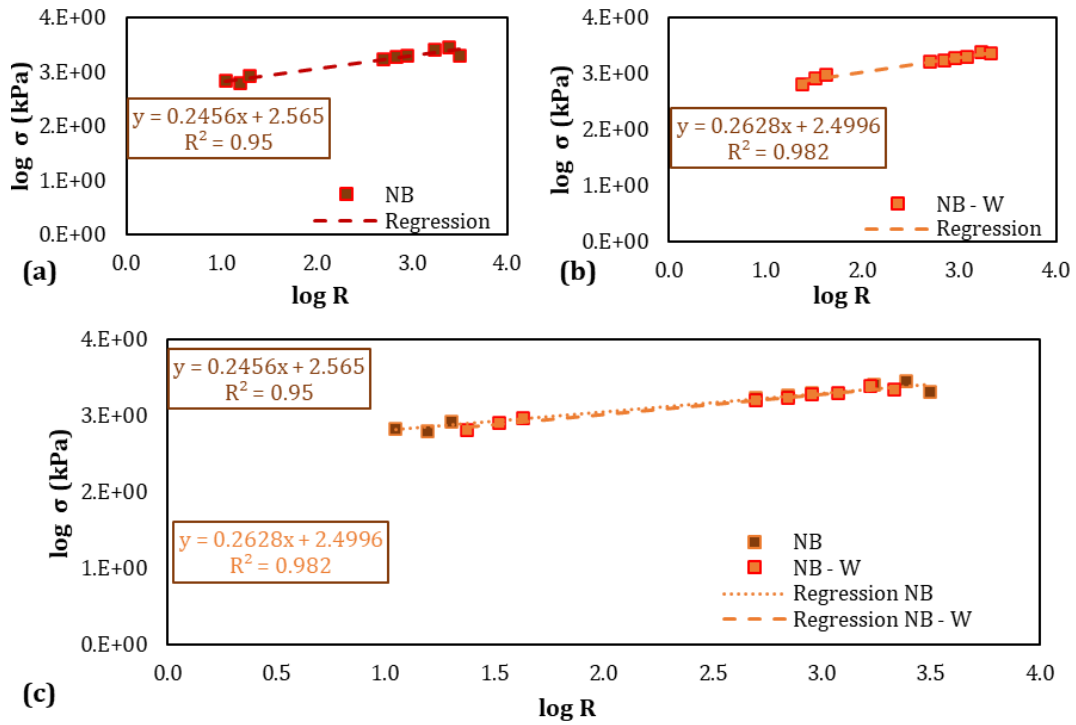 4.E+00
3.E+00
2.E+00
1.E+00
0.E+00
log σ (kPa)
y = 0.2456x + 2.565
R² = 0.95
NB
Regression
0.0 1.0 2.0 3.0 4.0
log R
(a)
4.E+00
3.E+00
2.E+00
1.E+00
0.E+00
log σ (kPa)
y = 0.2628x + 2.4996
R² = 0.982
NB - W
Regression
0.0 1.0 2.0 3.0 4.0
log R
(b)
4.E+00
3.E+00
2.E+00
1.E+00
0.E+00
log σ (kPa)
y = 0.2456x + 2.565
R² = 0.95
y = 0.2628x + 2.4996
R² = 0.982
NB
NB - W
Regression NB
Regression NB - W
0.0 0.5 1.0 1.5 2.0 2.5 3.0 3.5 4.0
log R
(c)